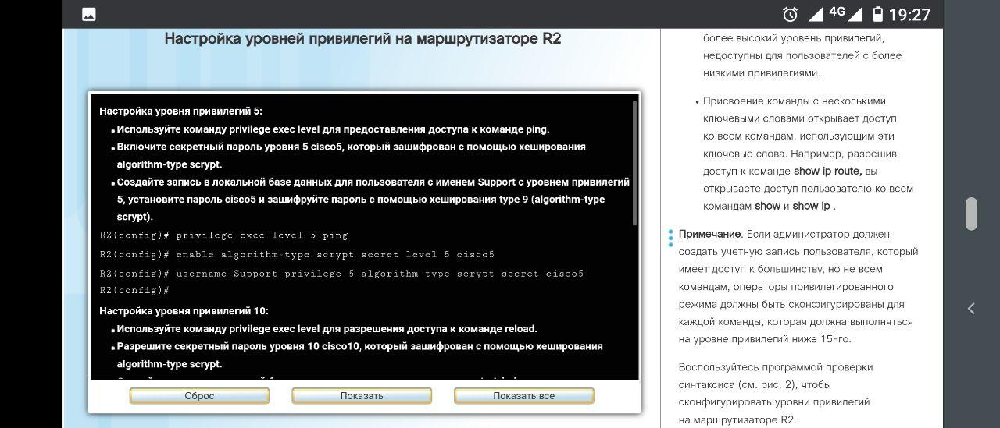 4G 19:27
Настройка уровней привилегий на маршрутизаторе R2
Настройка уровня привилегий 5:
Используйте команду privilege exec level для предоставления доступа к команде ping.
Включите секретный пароль уровня 5 cisco5, который зашифрован с помощью хеширования
algorithm-type scrypt.
Создайте запись в локальной базе данных для пользователя с именем Support с уровнем привилегий
5, установите пароль cisco5 и зашифруйте пароль с помощью хеширования type 9 (algorithm-type
scrypt).
R2(config)# privilege exec level 5 ping
R2(config)# enable algorithm-type scrypt secret level 5 cisco5
R2(config)# username Support privilege 5 algorithm-type scrypt secret cisco5
R2(config)#
Настройка уровня привилегий 10:
Используйте команду privilege exec level для разрешения доступа к команде reload.
Разрешите секретный пароль уровня 10 cisco10, который зашифрован с помощью хеширования
algorithm-type scrypt.
Сброс
Показать
Показать все
более высокий уровень привилегий,
недоступны для пользователей с более
низкими привилегиями.
• Присвоение команды с несколькими
ключевыми словами открывает доступ
ко всем командам, использующим эти
ключевые слова. Например, разрешив
доступ к команде show ip route, вы
открываете доступ пользователю ко всем
командам show и show ip .
Примечание. Если администратор должен
создать учетную запись пользователя, который
имеет доступ к большинству, но не всем
командам, операторы привилегированного
режима должны быть сконфигурированы для
каждой команды, которая должна выполняться
на уровне привилегий ниже 15-го.
Воспользуйтесь программой проверки
синтаксиса (см. рис. 2), чтобы
сконфигурировать уровни привилегий
на маршрутизаторе R2.